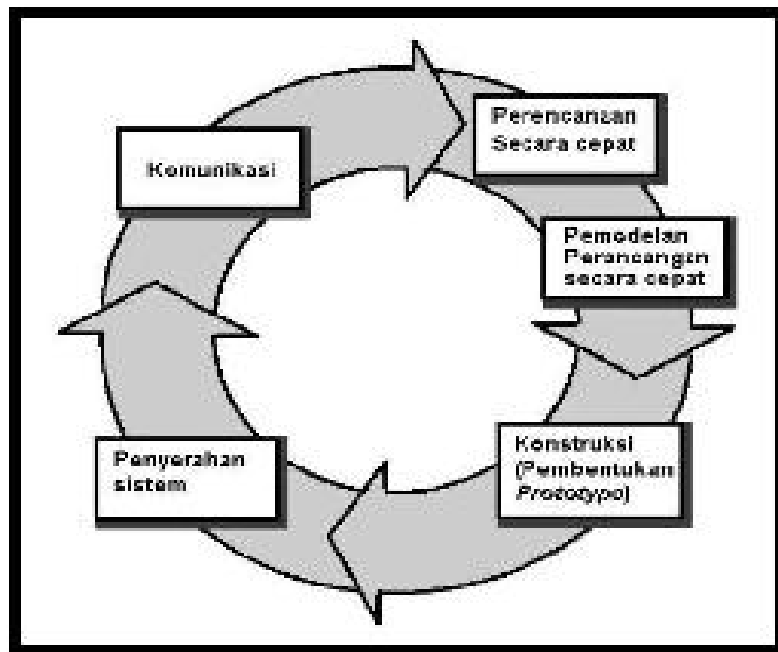 Komunikasi
Perencanaan
Secara cepat
Pemodelan
Perancangan
secara cepat
Konstruksi
(Pembentukan
Prototype)
Penyerahan
sistem